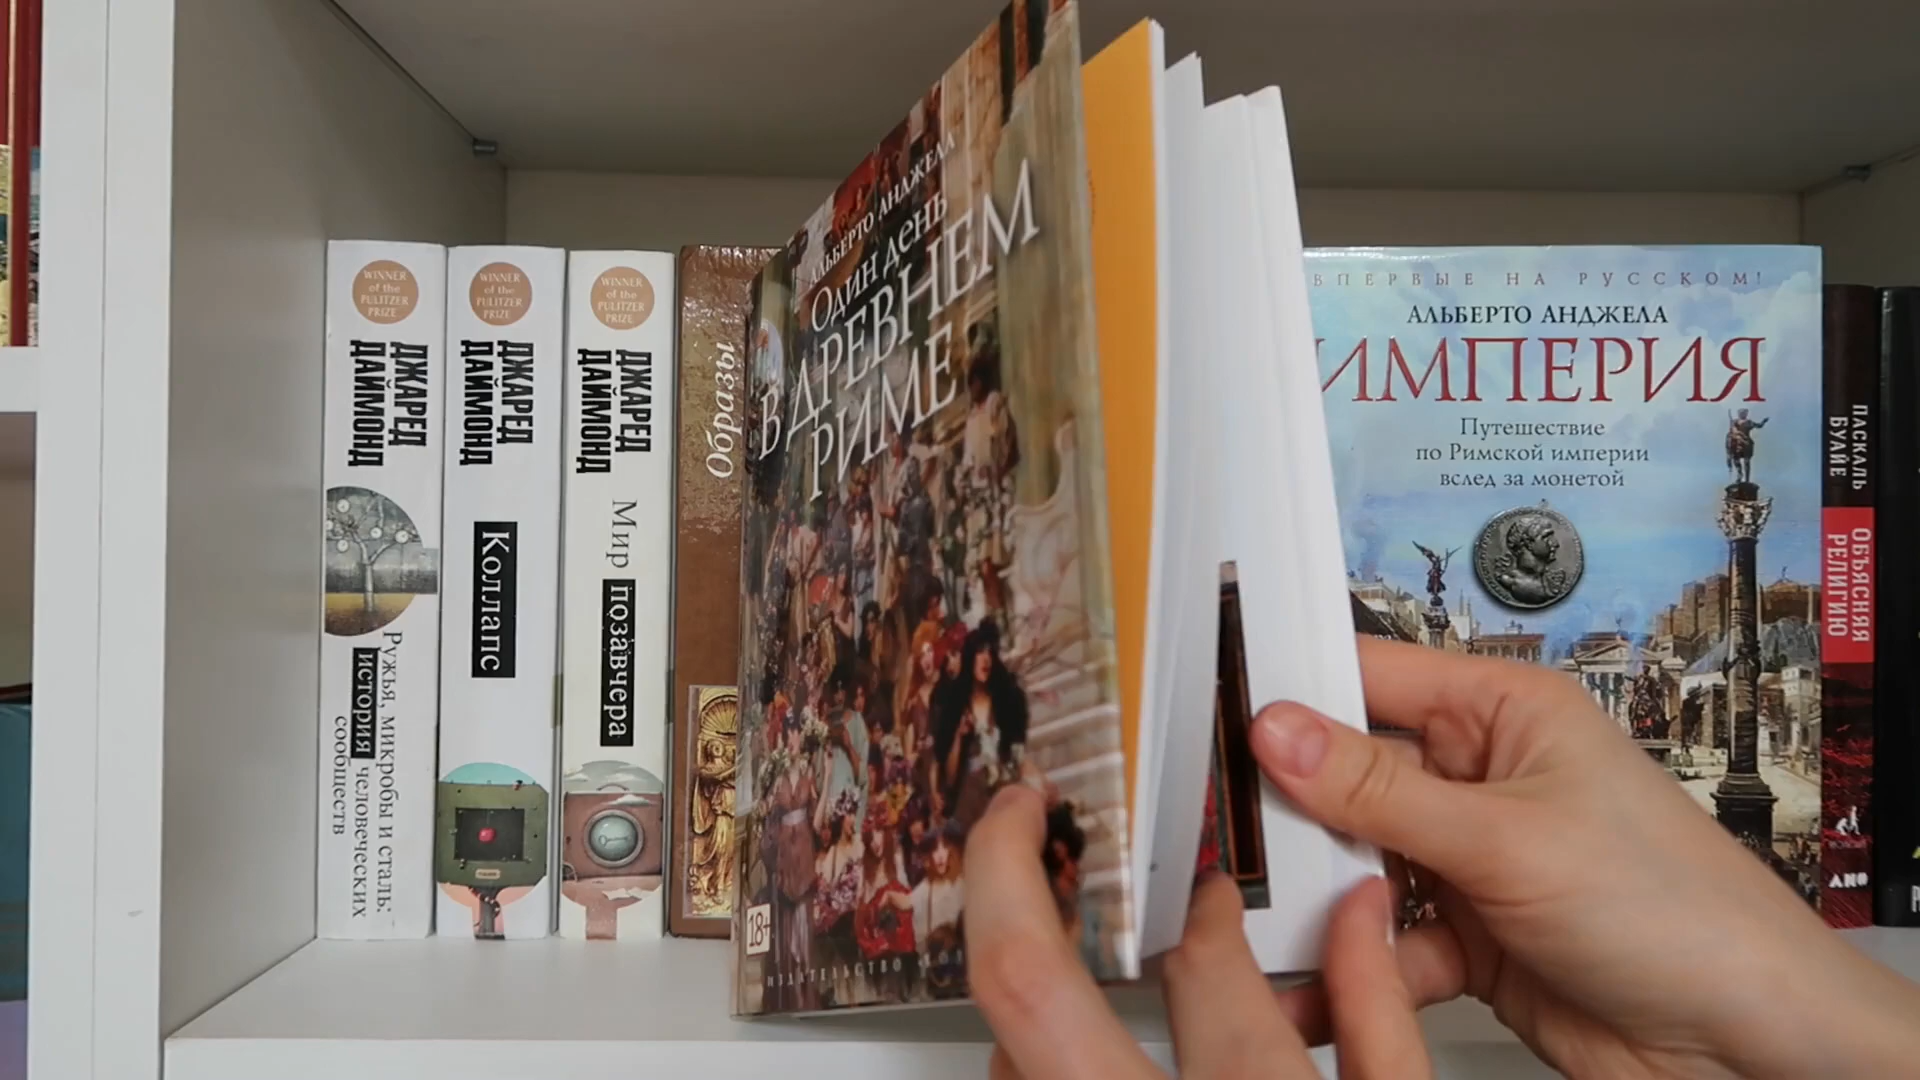 WINNER
of the
PULITZER
PRIZE
ДЖАРЕД
ДАЙМОНД
Ружья, микробы и сталь:
история человеческих
сообществ
WINNER
of the
PULITZER
PRIZE
ДЖАРЕД
ДАЙМОНД
Коллапс
WINNER
of the
PULITZER
PRIZE
ДЖАРЕД
ДАЙМОНД
Мир позавчера
Образы
АЛЬБЕРТО АНДЖЕЛА
ОДИН ДЕНЬ
В ДРЕВНЕМ
РИМЕ
18+
ИЗДАТЕЛЬСТВО
ВПЕРВЫЕ НА РУССКОМ!
АЛЬБЕРТО АНДЖЕЛА
ИМПЕРИЯ
Путешествие
по Римской империи
вслед за монетой
ПАСКАЛЬ
БУАЙЕ
ОБЪЯСНЯЯ
РЕЛИГИЮ